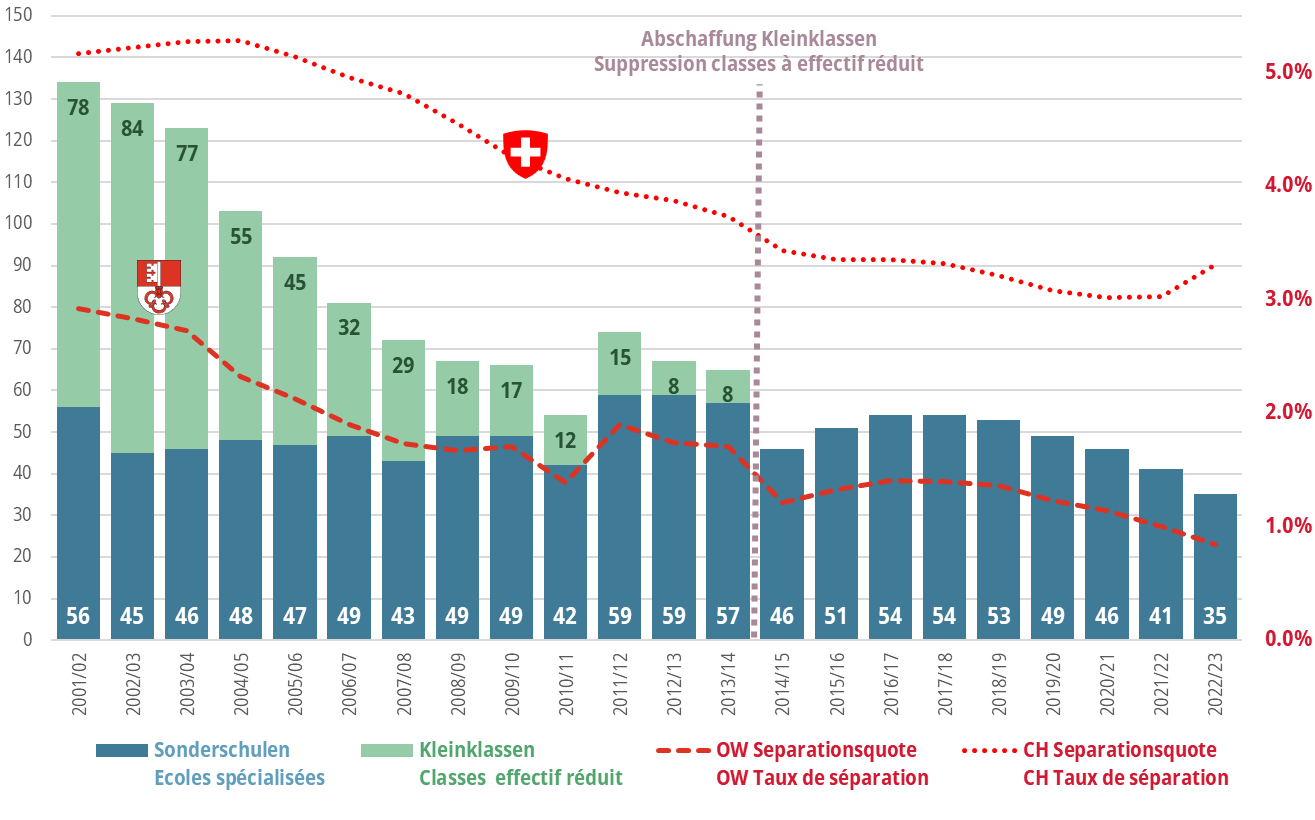 150
140
130
120
110
100
90
80
70
60
50
40
30
20
10
0
Abschaffung Kleinklassen
Suppression classes à effectif réduit
5.0%
4.0%
3.0%
2.0%
1.0%
0.0%
78 84 77 55 45 32 29 18 17 12 15 8 8
56 45 46 48 47 49 43 49 49 42 59 59 57 46 51 54 54 53 49 46 41 35
2001/02 2002/03 2003/04 2004/05 2005/06 2006/07 2007/08 2008/09 2009/10 2010/11 2011/12 2012/13 2013/14 2014/15 2015/16 2016/17 2017/18 2018/19 2019/20 2020/21 2021/22 2022/23
Sonderschulen
Ecoles spécialisées
Kleinklassen
Classes effectif réduit
OW Separationsquote
OW Taux de séparation
CH Separationsquote
CH Taux de séparation